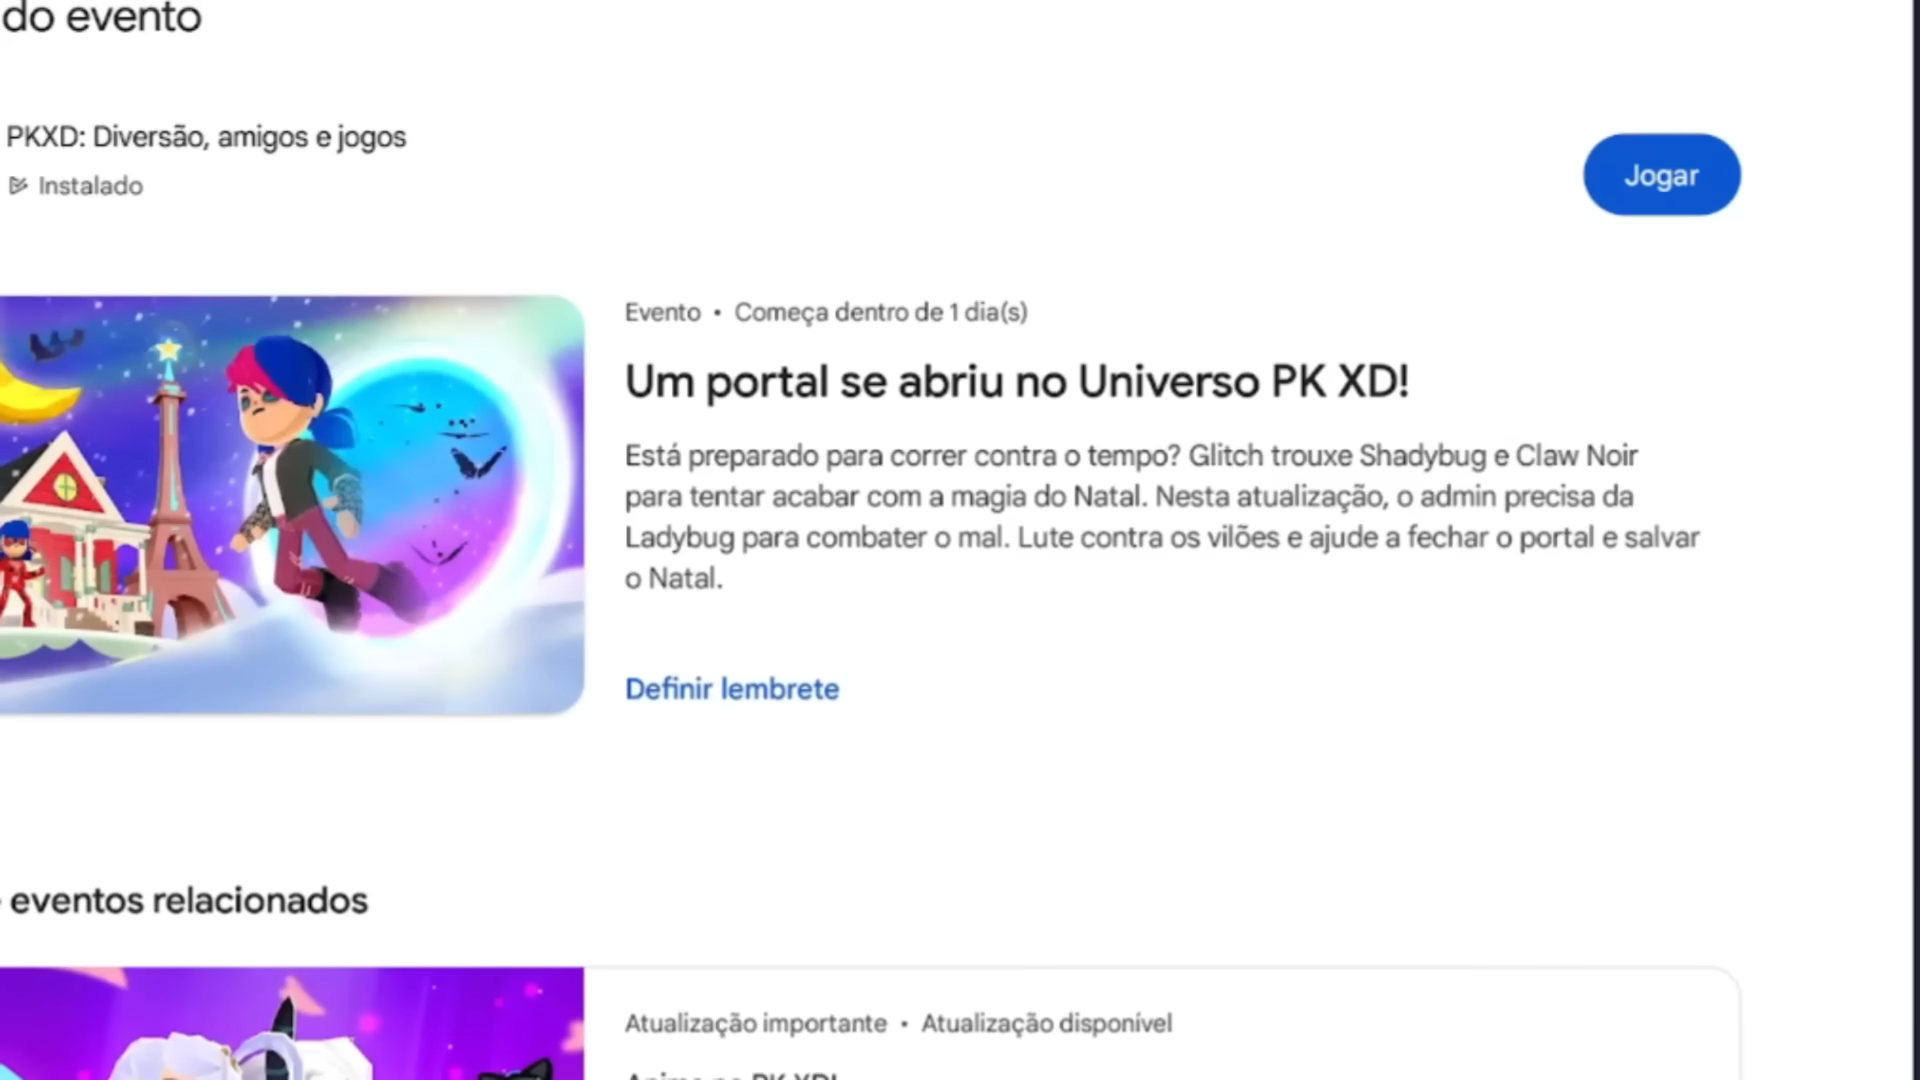 do evento
PKXD: Diversão, amigos e jogos
Instalado
Jogar
Evento • Começa dentro de 1 dia(s)
Um portal se abriu no Universo PK XD!
Está preparado para correr contra o tempo? Glitch trouxe Shadybug e Claw Noir
para tentar acabar com a magia do Natal. Nesta atualização, o admin precisa da
Ladybug para combater o mal. Lute contra os vilões e ajude a fechar o portal e salvar
o Natal.
Definir lembrete
eventos relacionados
Atualização importante • Atualização disponível
PK XD!